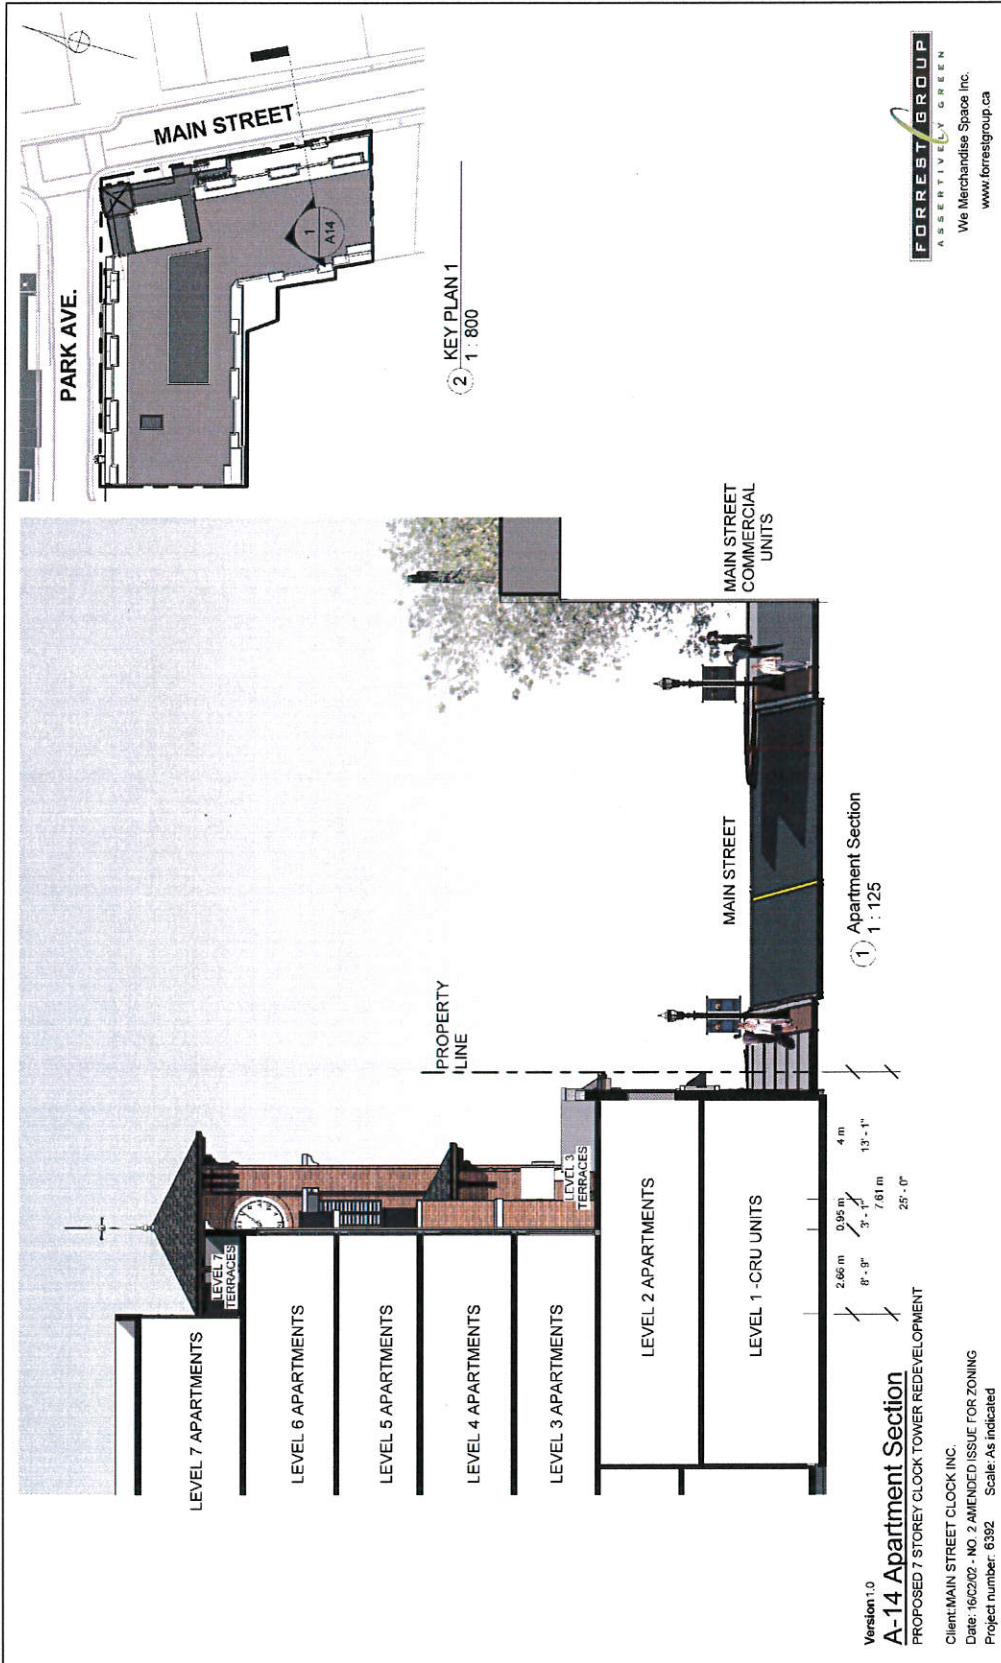 PARK AVE.
MAIN STREET
1
A14
2 KEY PLAN 1
1 : 800
FORREST GROUP
ASSERTIVELY GREEN
We Merchandise Space Inc.
www.forrestgroup.ca
LEVEL 7 APARTMENTS
LEVEL 7
TERRACES
LEVEL 6 APARTMENTS
LEVEL 5 APARTMENTS
LEVEL 4 APARTMENTS
LEVEL 3 APARTMENTS
LEVEL 3
TERRACES
LEVEL 2 APARTMENTS
LEVEL 1 -CRU UNITS
PROPERTY
LINE
MAIN STREET
MAIN STREET
COMMERCIAL
UNITS
2.66 m
8' - 9"
0.95 m
3' - 1"
4 m
13' - 1"
7.61 m
25' - 0"
1 Apartment Section
1 : 125
Version1.0
A-14 Apartment Section
PROPOSED 7 STOREY CLOCK TOWER REDEVELOPMENT
Client:MAIN STREET CLOCK INC.
Date: 16/02/02 - NO. 2 AMENDED ISSUE FOR ZONING
Project number: 6392 Scale: As indicated